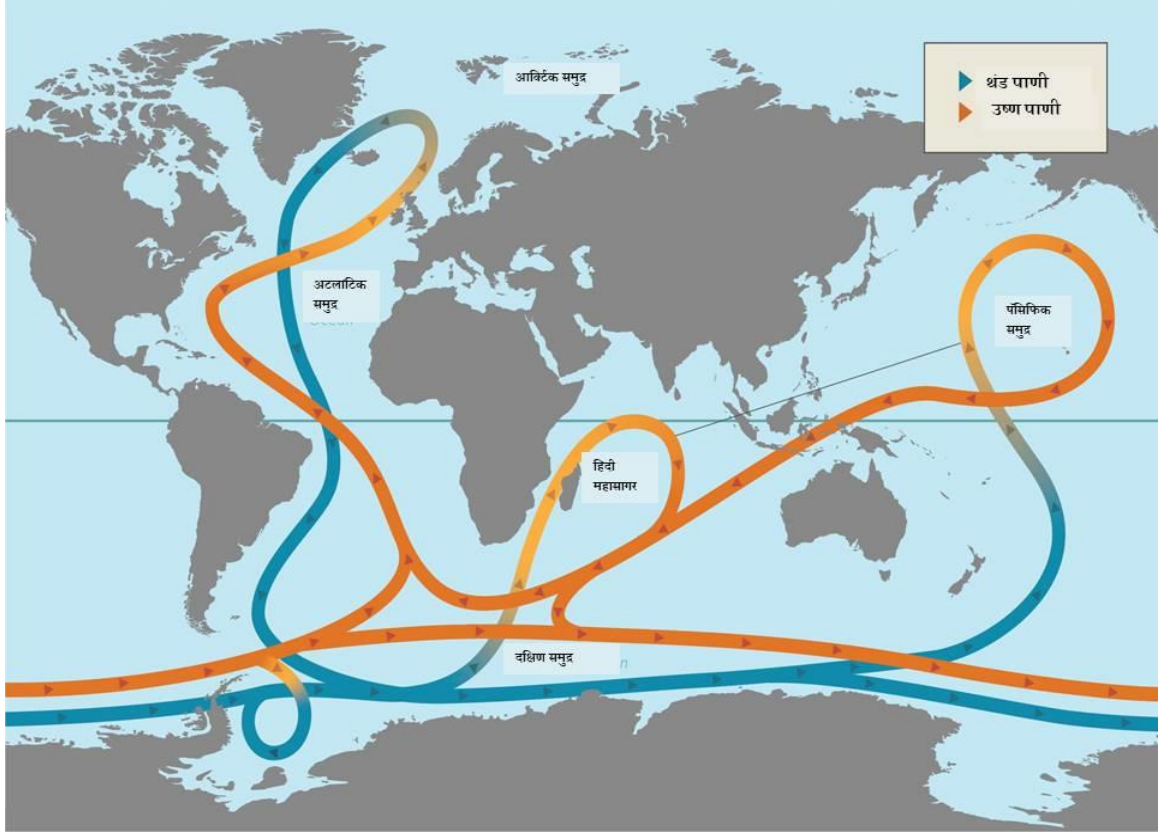 आर्क्टिक समुद्र
थंड पाणी
उष्ण पाणी
अटलाटिक
समुद्र
पॅसिफिक
समुद्र
हिदी
महासागर
दक्षिण समुद्र